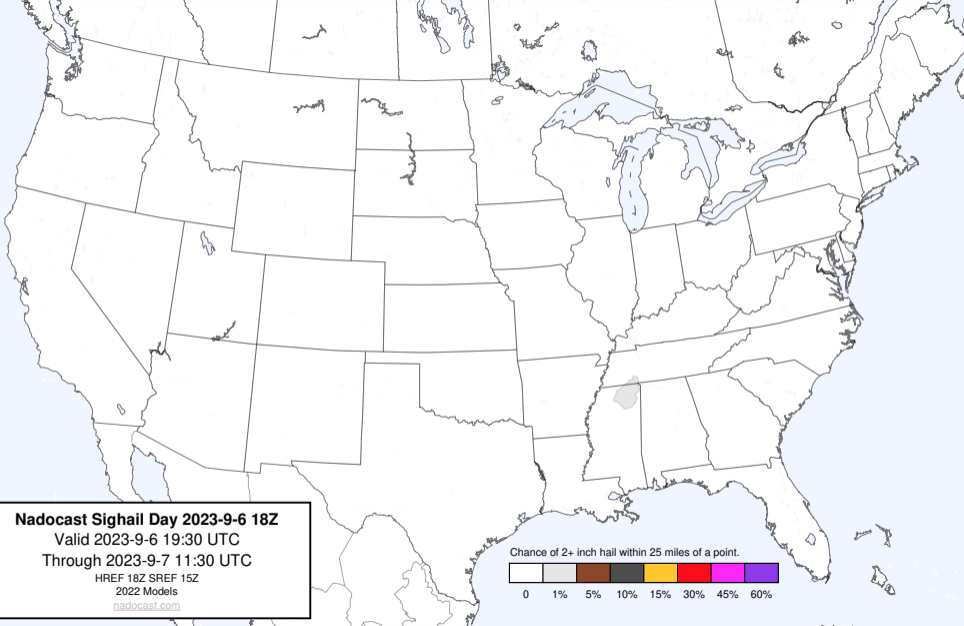 Nadocast Sighail Day 2023-9-6 18Z
Valid 2023-9-6 19:30 UTC
Through 2023-9-7 11:30 UTC
HREF 18Z SREF 15Z
2022 Models
nadocast.com
Chance of 2+ inch hail within 25 miles of a point.
0 1% 5% 10% 15% 30% 45% 60%